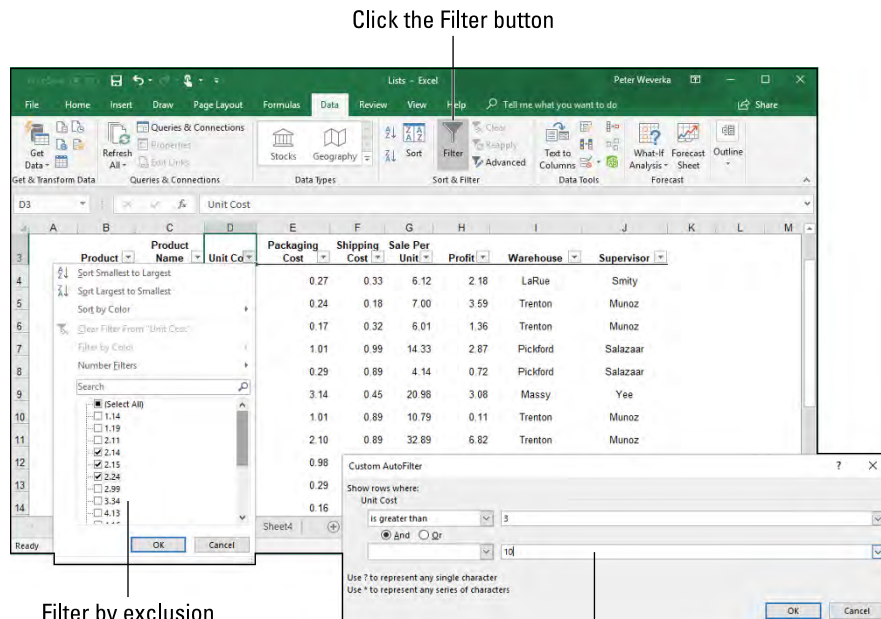 Click the Filter button
Lists - Excel
Peter Weverka
File Home Insert Draw Page Layout Formulas Data Review View Help Tell me what you want to do Share
Get Data
Refresh All
Queries & Connections
Properties
Edit Links
Stocks
Geography
Sort
Filter
Clear
Reapply
Advanced
Text to Columns
What-If Analysis
Forecast Sheet
Outline
Get & Transform Data
Queries & Connections
Data Types
Sort & Filter
Data Tools
Forecast
D3 fx Unit Cost
A B C D E F G H I J K L M
3 Product Product Name Unit Co Packaging Cost Shipping Cost Sale Per Unit Profit Warehouse Supervisor
4 0.27 0.33 6.12 2.18 LaRue Smity
5 0.24 0.18 7.00 3.59 Trenton Munoz
6 0.17 0.32 6.01 1.36 Trenton Munoz
7 1.01 0.99 14.33 2.87 Pickford Salazaar
8 0.29 0.89 4.14 0.72 Pickford Salazaar
9 3.14 0.45 20.98 3.08 Massy Yee
10 1.01 0.89 10.79 0.11 Trenton Munoz
11 2.10 0.89 32.89 6.82 Trenton Munoz
12 0.98
13 0.29
14 0.16
Sort Smallest to Largest
Sort Largest to Smallest
Sort by Color
Clear Filter From "Unit Cost"
Filter by Color
Number Filters
Search
(Select All)
1.14
1.19
2.11
2.14
2.15
2.24
2.99
3.34
4.13
OK Cancel
Sheet4
Ready
Custom AutoFilter ? X
Show rows where:
Unit Cost
is greater than 3
And Or
10
Use ? to represent any single character
Use * to represent any series of characters
OK Cancel
Filter by exclusion